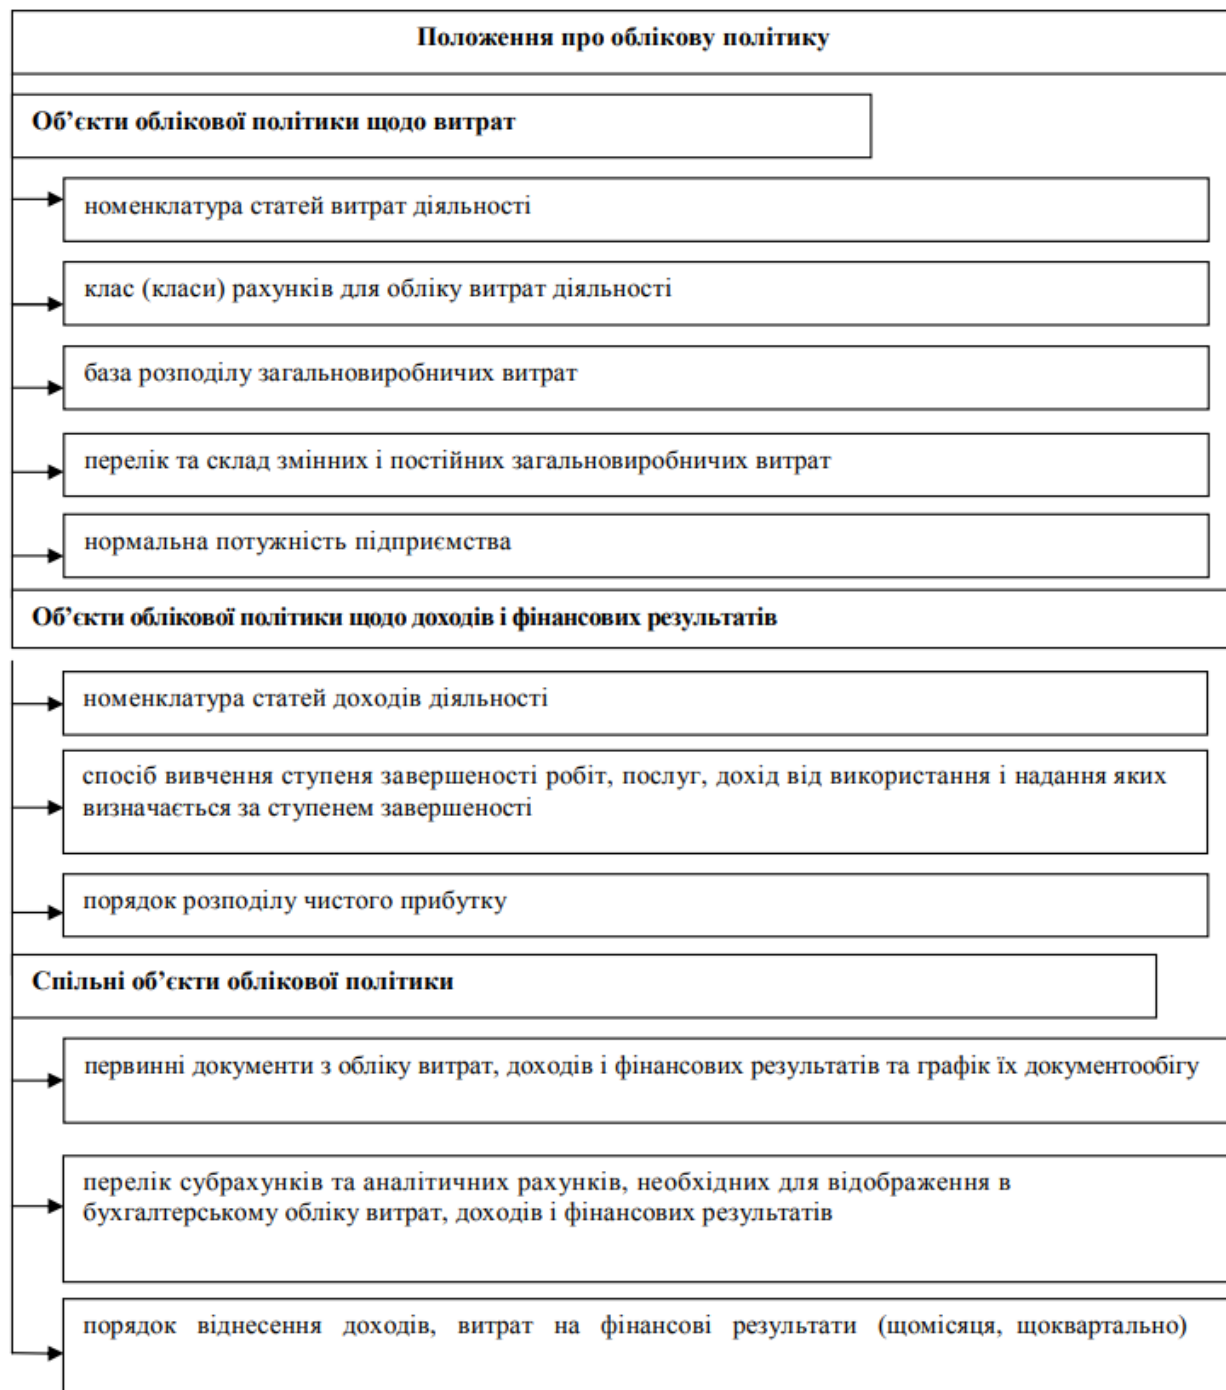 Положення про облікову політику
Об’єкти облікової політики щодо витрат
номенклатура статей витрат діяльності
клас (класи) рахунків для обліку витрат діяльності
база розподілу загальновиробничих витрат
перелік та склад змінних і постійних загальновиробничих витрат
нормальна потужність підприємства
Об’єкти облікової політики щодо доходів і фінансових результатів
номенклатура статей доходів діяльності
спосіб вивчення ступеня завершеності робіт, послуг, дохід від використання і надання яких
визначається за ступенем завершеності
порядок розподілу чистого прибутку
Спільні об’єкти облікової політики
первинні документи з обліку витрат, доходів і фінансових результатів та графік їх документообігу
перелік субрахунків та аналітичних рахунків, необхідних для відображення в
бухгалтерському обліку витрат, доходів і фінансових результатів
порядок віднесення доходів, витрат на фінансові результати (щомісяця, щоквартально)